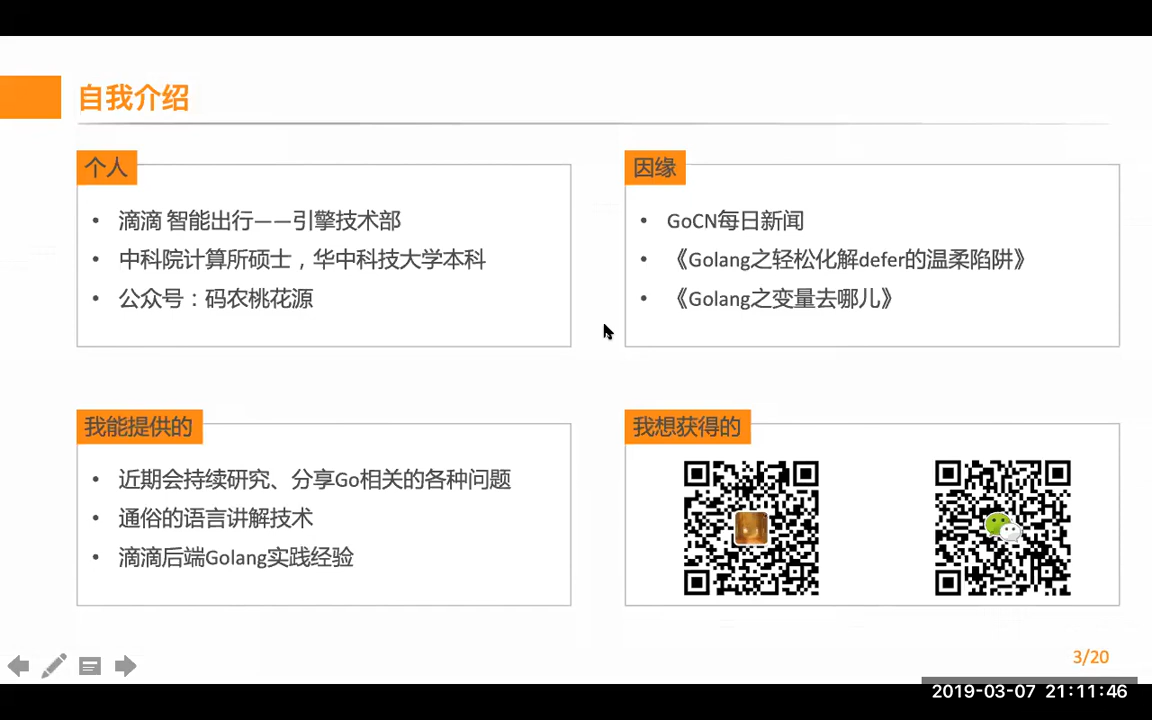 自我介绍
个人
• 滴滴 智能出行——引擎技术部
• 中科院计算所硕士，华中科技大学本科
• 公众号：码农桃花源
因缘
• GoCN每日新闻
• 《Golang之轻松化解defer的温柔陷阱》
• 《Golang之变量去哪儿》
我能提供的
• 近期会持续研究、分享Go相关的各种问题
• 通俗的语言讲解技术
• 滴滴后端Golang实践经验
我想获得的
3/20
2019-03-07 21:11:46